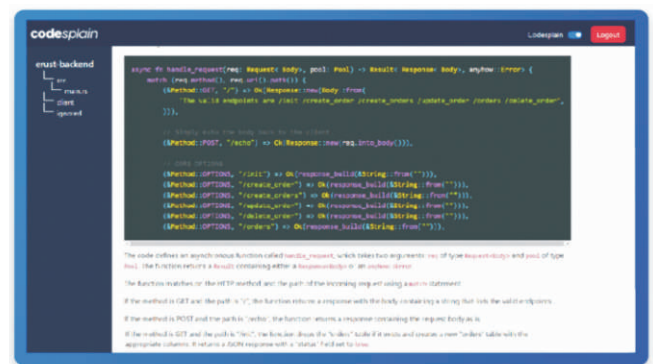 codesplain
Codesplain
Logout
erust-backend
src
main.rs
client
ignored
async fn handle_request(req: Request< Body>, pool: Pool) -> Result< Response< Body>, anyhow::Error> {
match (req.method(), req.uri().path()) {
(&Method::GET, "/") => Ok(Response::new(Body::from(
"The valid endpoints are /init /create_order /create_orders /update_order /orders /delete_order",
))),
// Simply echo the body back to the client
(&Method::POST, "/echo") => Ok(Response::new(req.into_body())),
// CORS OPTIONS
(&Method::OPTIONS, "/init") => Ok(response_build(&String::from(""))),
(&Method::OPTIONS, "/create_order") => Ok(response_build(&String::from(""))),
(&Method::OPTIONS, "/create_orders") => Ok(response_build(&String::from(""))),
(&Method::OPTIONS, "/update_order") => Ok(response_build(&String::from(""))),
(&Method::OPTIONS, "/delete_order") => Ok(response_build(&String::from(""))),
(&Method::OPTIONS, "/orders") => Ok(response_build(&String::from(""))),
The code defines an asynchronous function called handle_request, which takes two arguments req of type Request<Body> and pool of type
Pool. The function returns a Result containing either a Response<Body> or an anyhow::Error
The function matches on the HTTP method and the path of the incoming request using a match statement
If the method is GET and the path is "/", the function returns a response with the body containing a string that lists the valid endpoints.
If the method is POST and the path is "/echo", the function returns a response containing the request body as is.
If the method is GET and the path is "/init", the function drops the "orders" table if it exists and creates a new "orders" table with the
appropriate columns. It returns a JSON response with a "status" field set to true.